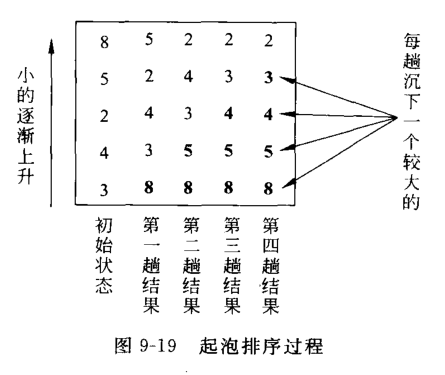 8 5 2 2 2
5 2 4 3 3
2 4 3 4 4
4 3 5 5 5
3 8 8 8 8
小的逐渐上升
每趟沉下一个较大的
初始状态
第一趟结果
第二趟结果
第三趟结果
第四趟结果
图 9-19 起泡排序过程